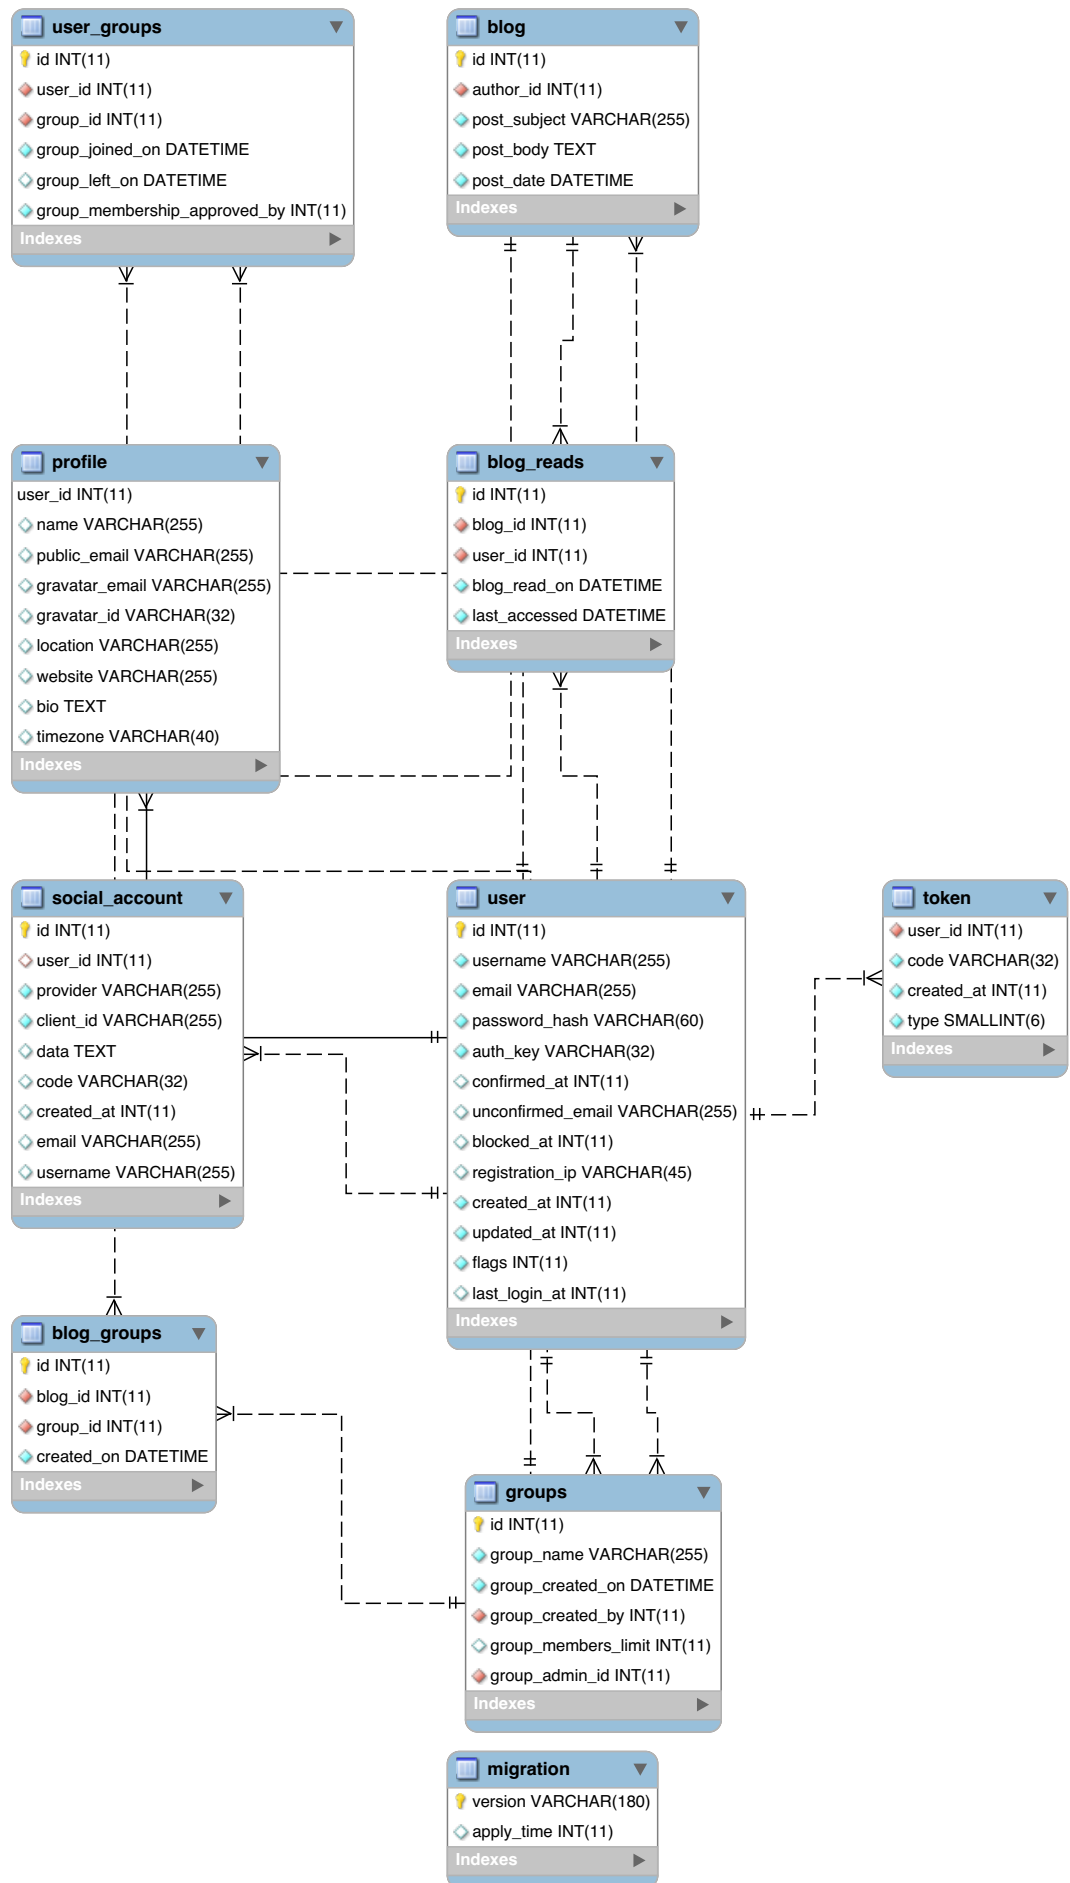 user_groups
id INT(11)
user_id INT(11)
group_id INT(11)
group_joined_on DATETIME
group_left_on DATETIME
group_membership_approved_by INT(11)
Indexes
blog
id INT(11)
author_id INT(11)
post_subject VARCHAR(255)
post_body TEXT
post_date DATETIME
Indexes
profile
user_id INT(11)
name VARCHAR(255)
public_email VARCHAR(255)
gravatar_email VARCHAR(255)
gravatar_id VARCHAR(32)
location VARCHAR(255)
website VARCHAR(255)
bio TEXT
timezone VARCHAR(40)
Indexes
blog_reads
id INT(11)
blog_id INT(11)
user_id INT(11)
blog_read_on DATETIME
last_accessed DATETIME
Indexes
social_account
id INT(11)
user_id INT(11)
provider VARCHAR(255)
client_id VARCHAR(255)
data TEXT
code VARCHAR(32)
created_at INT(11)
email VARCHAR(255)
username VARCHAR(255)
Indexes
user
id INT(11)
username VARCHAR(255)
email VARCHAR(255)
password_hash VARCHAR(60)
auth_key VARCHAR(32)
confirmed_at INT(11)
unconfirmed_email VARCHAR(255)
blocked_at INT(11)
registration_ip VARCHAR(45)
created_at INT(11)
updated_at INT(11)
flags INT(11)
last_login_at INT(11)
Indexes
token
user_id INT(11)
code VARCHAR(32)
created_at INT(11)
type SMALLINT(6)
Indexes
blog_groups
id INT(11)
blog_id INT(11)
group_id INT(11)
created_on DATETIME
Indexes
groups
id INT(11)
group_name VARCHAR(255)
group_created_on DATETIME
group_created_by INT(11)
group_members_limit INT(11)
group_admin_id INT(11)
Indexes
migration
version VARCHAR(180)
apply_time INT(11)
Indexes